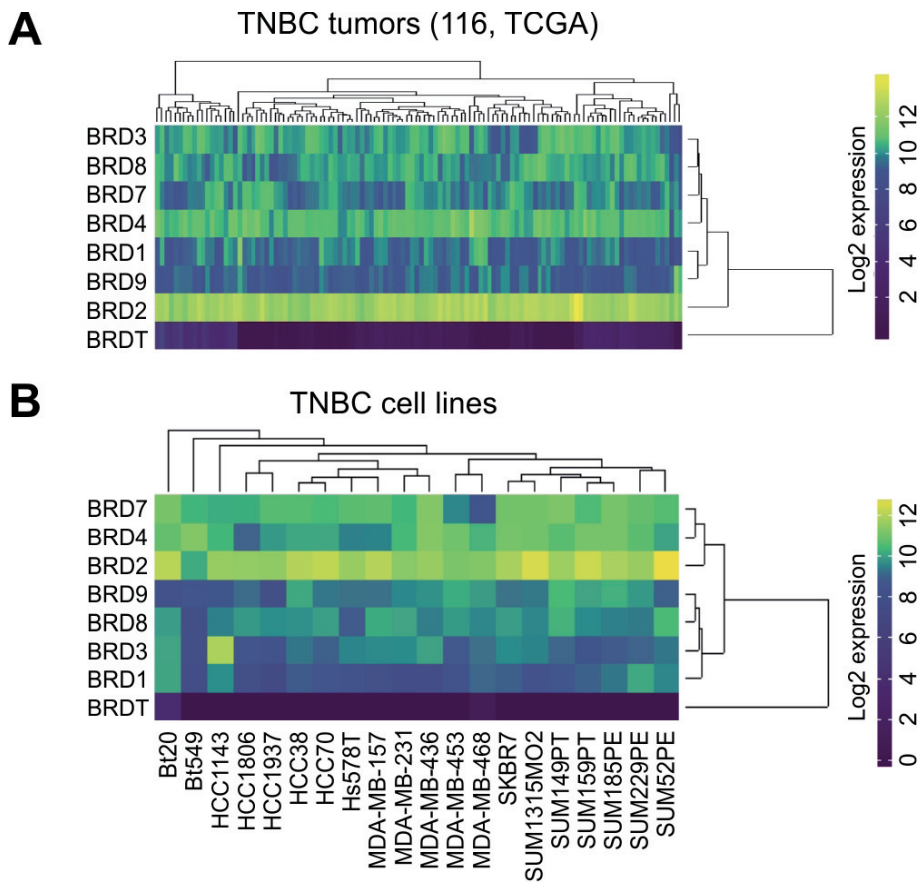 A
TNBC tumors (116, TCGA)
BRD3
BRD8
BRD7
BRD4
BRD1
BRD9
BRD2
BRDT
Log2 expression
12
10
8
6
4
2
B
TNBC cell lines
BRD7
BRD4
BRD2
BRD9
BRD8
BRD3
BRD1
BRDT
Bt20
Bt549
HCC1143
HCC1806
HCC1937
HCC38
HCC70
Hs578T
MDA-MB-157
MDA-MB-231
MDA-MB-436
MDA-MB-453
MDA-MB-468
SKBR7
SUM1315MO2
SUM149PT
SUM159PT
SUM185PE
SUM229PE
SUM52PE
Log2 expression
12
10
8
6
4
2
0